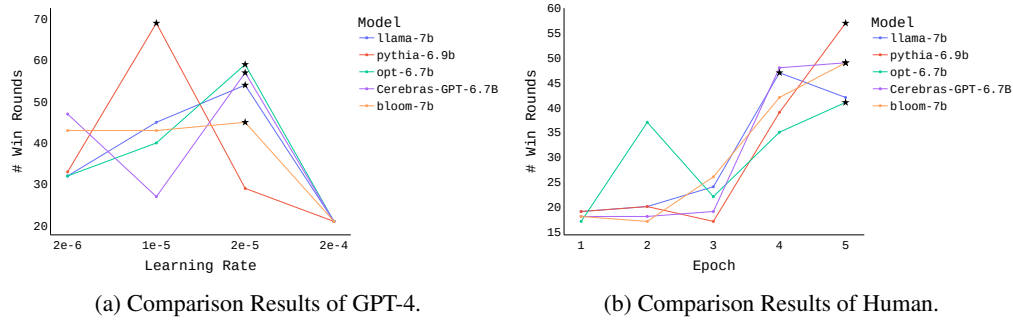 70
60
50
40
30
20
# Win Rounds
2e-6 1e-5 2e-5 2e-4
Learning Rate
Model
llama-7b
pythia-6.9b
opt-6.7b
Cerebras-GPT-6.7B
bloom-7b
(a) Comparison Results of GPT-4.
60
55
50
45
40
35
30
25
20
15
# Win Rounds
1 2 3 4 5
Epoch
Model
llama-7b
pythia-6.9b
opt-6.7b
Cerebras-GPT-6.7B
bloom-7b
(b) Comparison Results of Human.